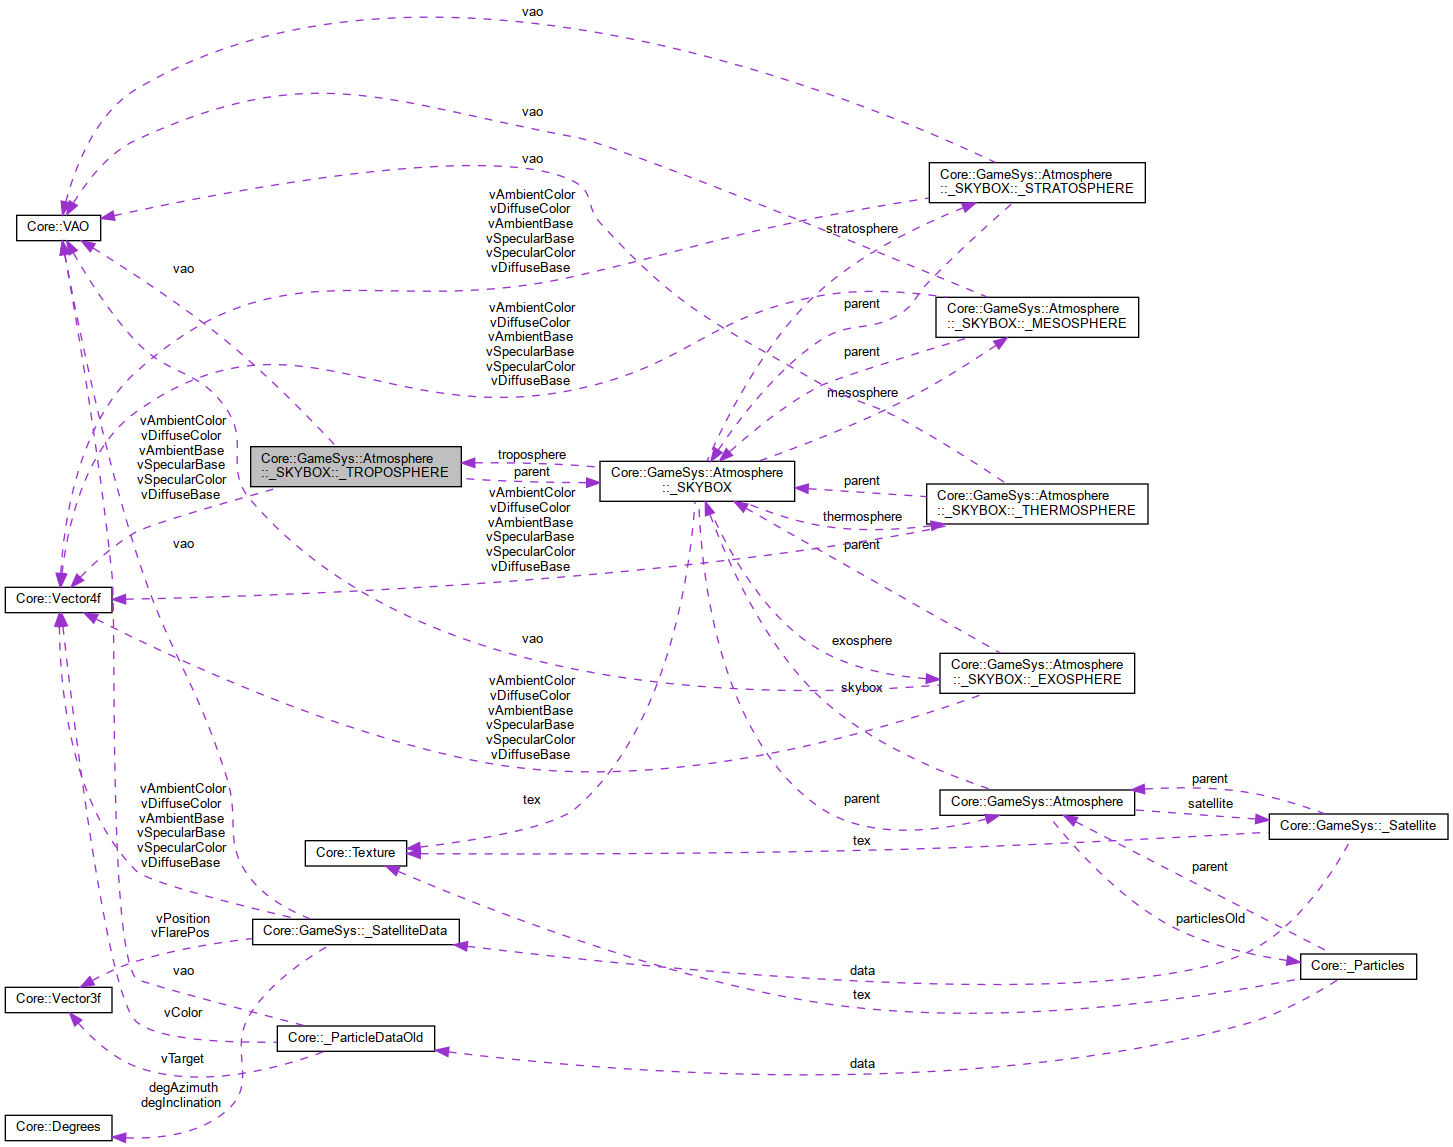 vao
vao
vao
Core::GameSys::Atmosphere
::_SKYBOX::_STRATOSPHERE
vAmbientColor
vDiffuseColor
vAmbientBase
vSpecularBase
vSpecularColor
vDiffuseBase
Core::VAO
stratosphere
vao
parent
Core::GameSys::Atmosphere
::_SKYBOX::_MESOSPHERE
vAmbientColor
vDiffuseColor
vAmbientBase
vSpecularBase
vSpecularColor
vDiffuseBase
parent
mesosphere
vAmbientColor
vDiffuseColor
vAmbientBase
vSpecularBase
vSpecularColor
vDiffuseBase
Core::GameSys::Atmosphere
::_SKYBOX::_TROPOSPHERE
troposphere
parent
Core::GameSys::Atmosphere
::_SKYBOX
parent
Core::GameSys::Atmosphere
::_SKYBOX::_THERMOSPHERE
vAmbientColor
vDiffuseColor
vAmbientBase
vSpecularBase
vSpecularColor
vDiffuseBase
thermosphere
parent
vao
Core::Vector4f
vao
exosphere
Core::GameSys::Atmosphere
::_SKYBOX::_EXOSPHERE
skybox
vAmbientColor
vDiffuseColor
vAmbientBase
vSpecularBase
vSpecularColor
vDiffuseBase
parent
Core::GameSys::Atmosphere
parent
satellite
Core::GameSys::_Satellite
vAmbientColor
vDiffuseColor
vAmbientBase
vSpecularBase
vSpecularColor
vDiffuseBase
tex
Core::Texture
tex
parent
vPosition
vFlarePos
Core::GameSys::_SatelliteData
particlesOld
vao
data
Core::_Particles
Core::Vector3f
tex
vColor
Core::_ParticleDataOld
vTarget
data
degAzimuth
degInclination
Core::Degrees